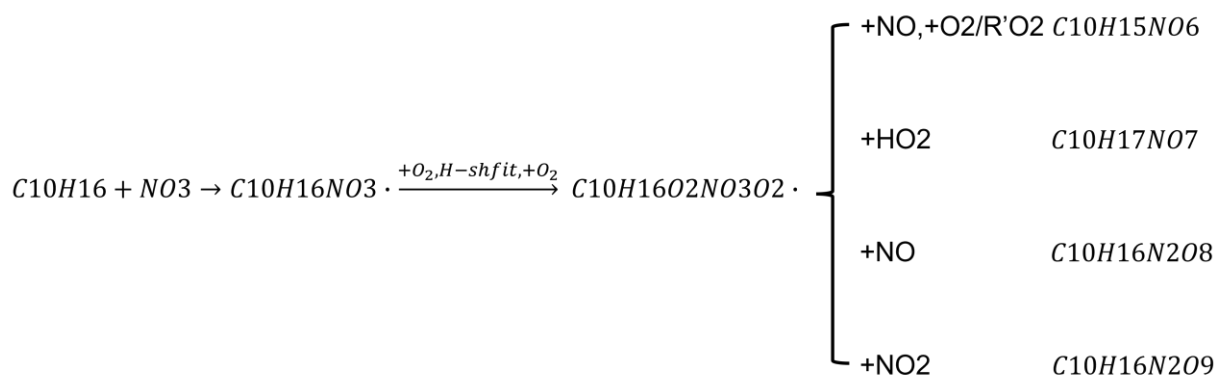 +NO,+O2/R'O2 C10H15NO6
+HO2 C10H17NO7
C10H16 + NO3 → C10H16NO3 · +O₂,H−shfit,+O₂ C10H16O2NO3O2 ·
+NO C10H16N2O8
+NO2 C10H16N2O9